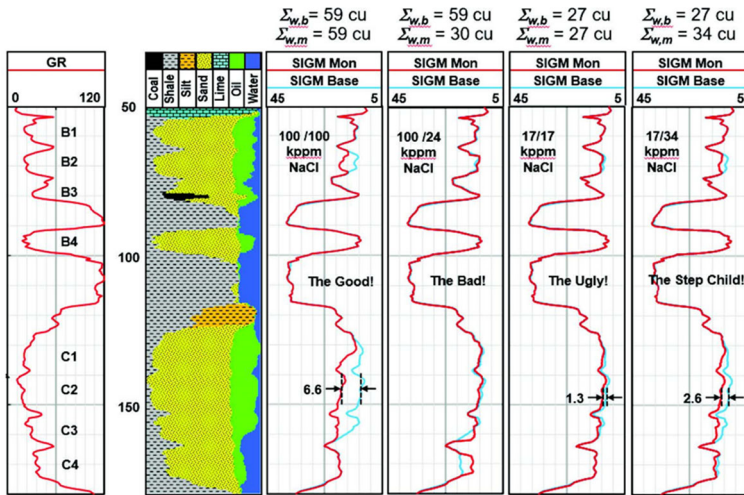 Σw,b = 59 cu
Σw,m = 59 cu
Σw,b = 59 cu
Σw,m = 30 cu
Σw,b = 27 cu
Σw,m = 27 cu
Σw,b = 27 cu
Σw,m = 34 cu
GR
0 120
Coal
Shale
Silt
Sand
Lime
Oil
Water
SIGM Mon
SIGM Base
45 5
SIGM Mon
SIGM Base
45 5
SIGM Mon
SIGM Base
45 5
SIGM Mon
SIGM Base
45 5
50
100
150
B1
B2
B3
B4
C1
C2
C3
C4
100 /100
kppm
NaCl
The Good!
6.6
100 /24
kppm
NaCl
The Bad!
17/17
kppm
NaCl
The Ugly!
1.3
17/34
kppm
NaCl
The Step Child!
2.6